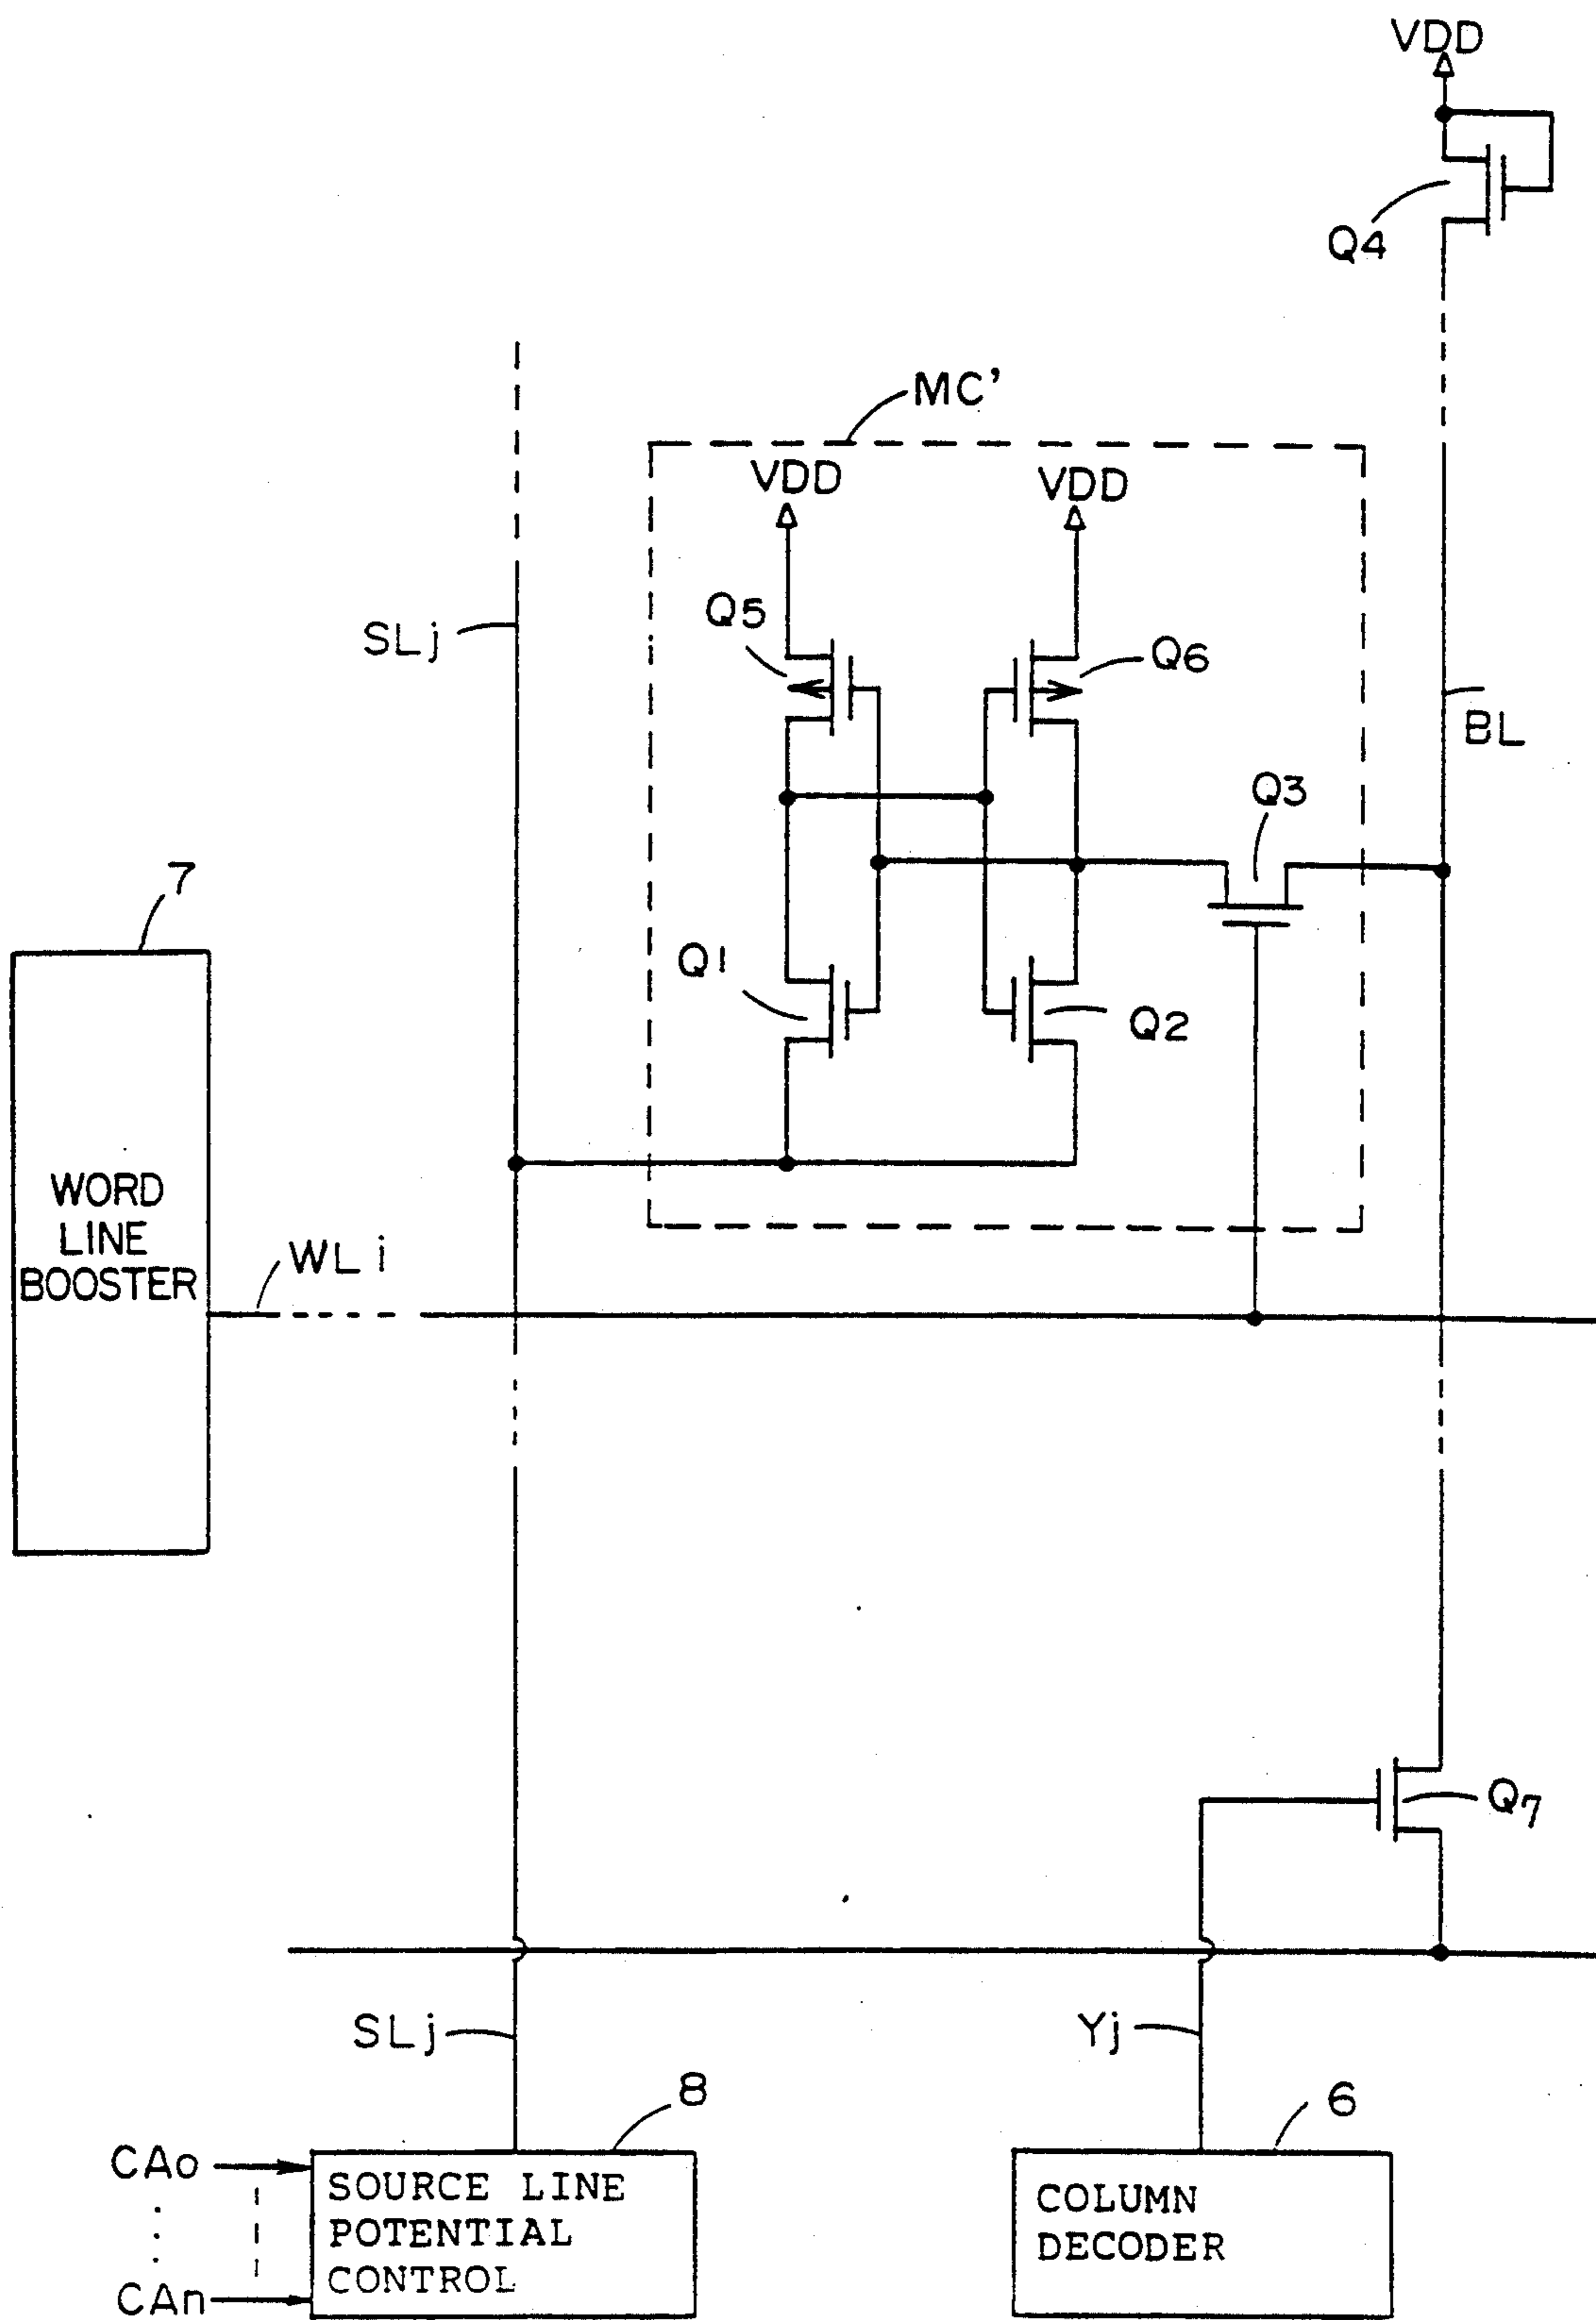 VDD
Q4
MC'
VDD
VDD
Q5
Q6
SLj
BL
Q3
7
Q1
Q2
WORD
LINE
BOOSTER
WLi
Q7
SLj
Yj
8
6
CAo
SOURCE LINE
POTENTIAL
CONTROL
COLUMN
DECODER
CAn